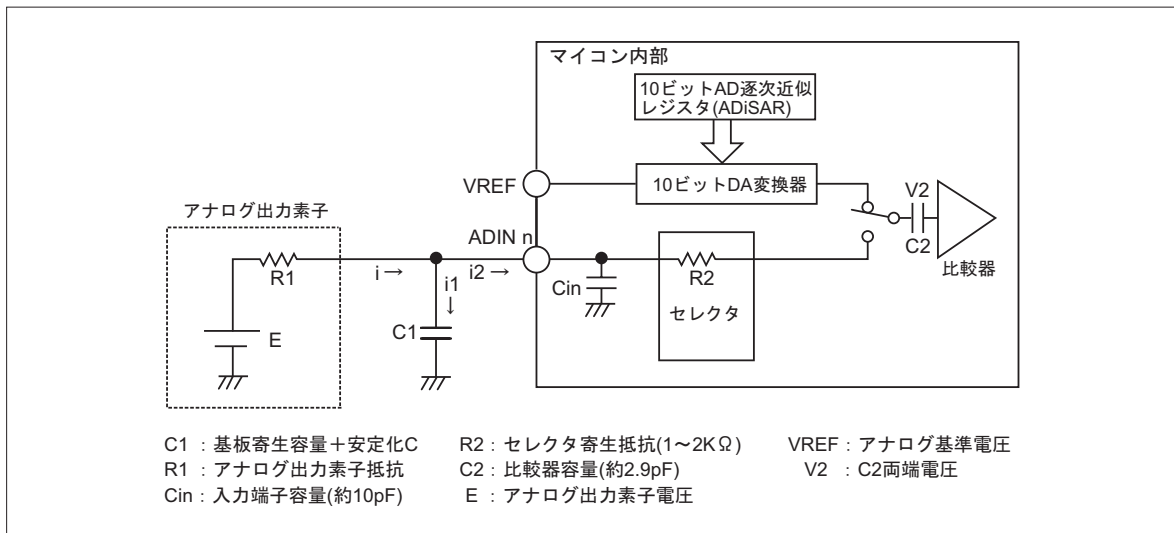 マイコン内部
10ビットAD逐次近似
レジスタ(ADiSAR)
VREF
10ビットDA変換器
V2
C2
比較器
アナログ出力素子
ADIN n
R1
i →
i1
↓
i2 →
Cin
R2
セレクタ
E
C1
C1 : 基板寄生容量＋安定化C R2 : セレクタ寄生抵抗(1〜2KΩ) VREF : アナログ基準電圧
R1 : アナログ出力素子抵抗 C2 : 比較器容量(約2.9pF) V2 : C2両端電圧
Cin : 入力端子容量(約10pF) E : アナログ出力素子電圧